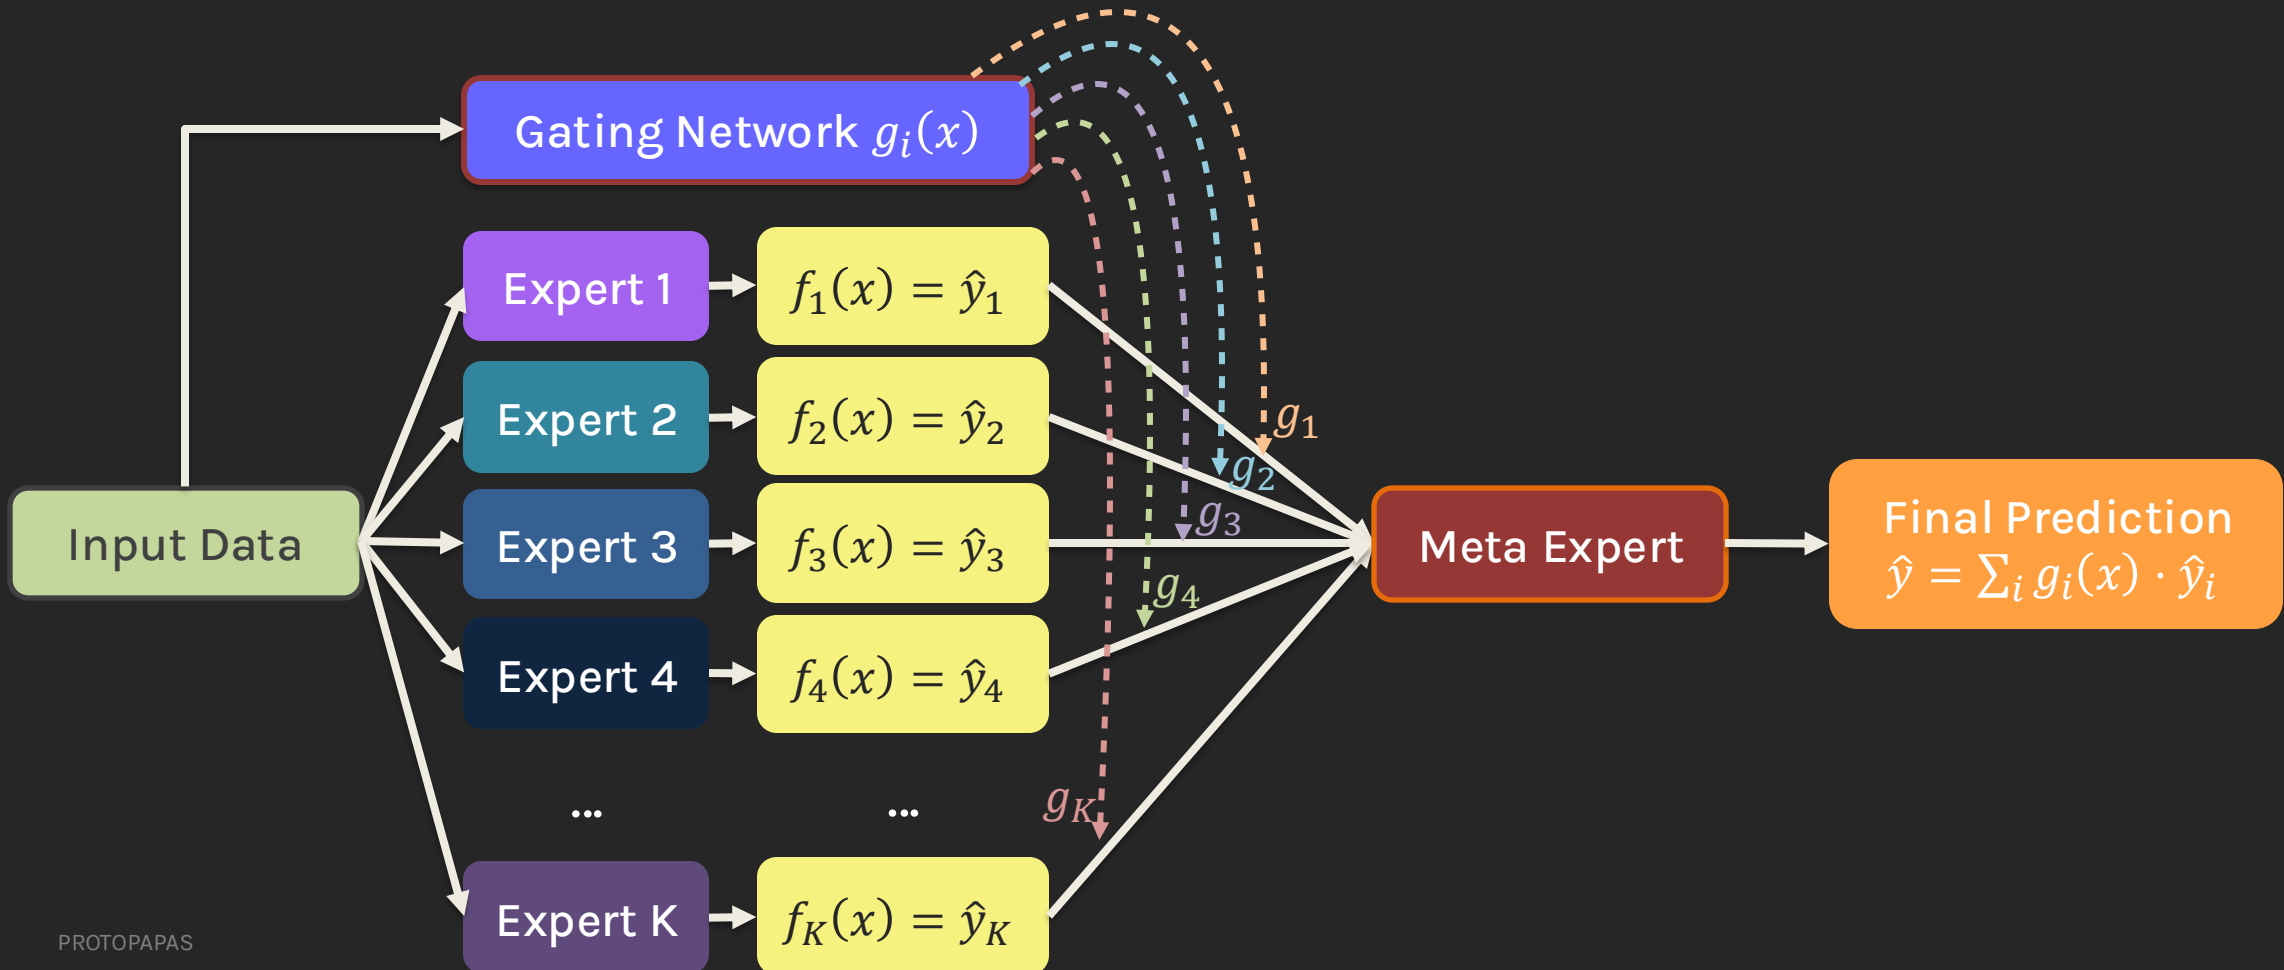 Gating Network gᵢ(x)
Expert 1
f₁(x) = ŷ₁
Expert 2
f₂(x) = ŷ₂
g₁
g₂
Input Data
Expert 3
f₃(x) = ŷ₃
g₃
Meta Expert
Final Prediction
ŷ = ∑ᵢ gᵢ(x) · ŷᵢ
g₄
Expert 4
f₄(x) = ŷ₄
...
...
g_K
Expert K
f_K(x) = ŷ_K
PROTOPAPAS